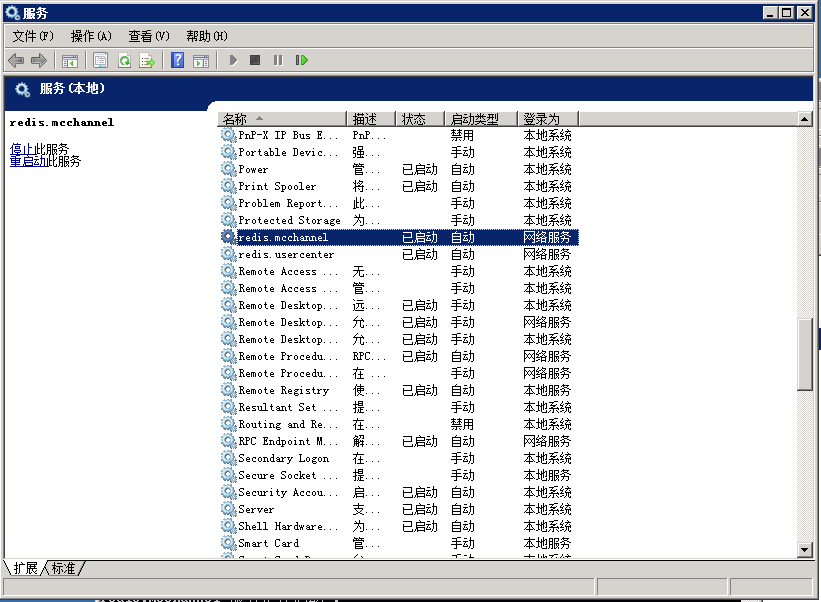 服务
文件(F) 操作(A) 查看(V) 帮助(H)
服务(本地)
redis.mcchannel
停止此服务
重启动此服务
名称 描述 状态 启动类型 登录为
PnP-X IP Bus E... PnP... 禁用 本地系统
Portable Devic... 强... 手动 本地系统
Power 管... 已启动 自动 本地系统
Print Spooler 将... 已启动 自动 本地系统
Problem Report... 此... 手动 本地系统
Protected Storage 为... 手动 本地系统
redis.mcchannel 已启动 自动 网络服务
redis.usercenter 已启动 自动 网络服务
Remote Access ... 无... 手动 本地系统
Remote Access ... 管... 手动 本地系统
Remote Desktop... 远... 已启动 手动 本地系统
Remote Desktop... 允... 已启动 手动 网络服务
Remote Desktop... 允... 已启动 手动 本地系统
Remote Procedu... RPC... 已启动 自动 网络服务
Remote Procedu... 在 ... 手动 网络服务
Remote Registry 使... 已启动 自动 本地服务
Resultant Set ... 提... 手动 本地系统
Routing and Re... 在... 禁用 本地系统
RPC Endpoint M... 解... 已启动 自动 网络服务
Secondary Logon 在... 手动 本地系统
Secure Socket ... 提... 手动 本地服务
Security Accou... 启... 已启动 自动 本地系统
Server 支... 已启动 自动 本地系统
Shell Hardware... 为... 已启动 自动 本地系统
Smart Card 管... 手动 本地服务
扩展 标准